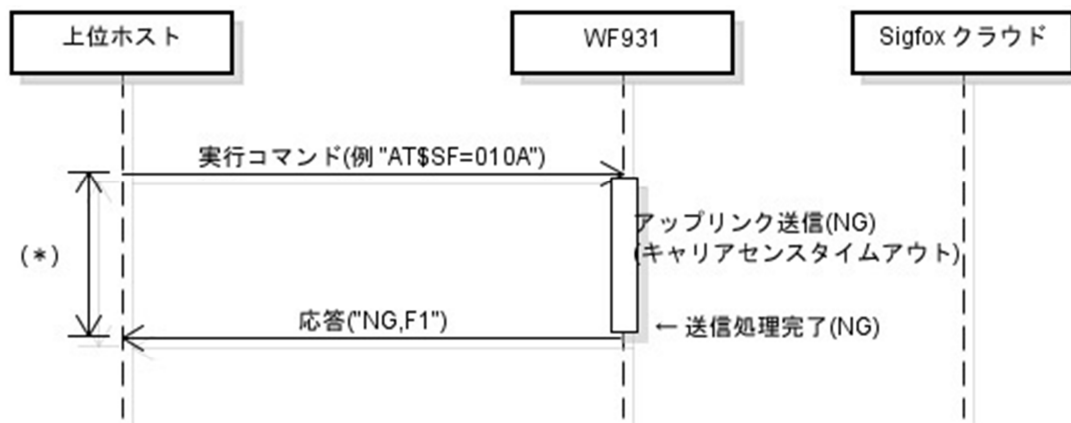 上位ホスト
WF931
Sigfox クラウド
実行コマンド(例 "AT$SF=010A")
アップリンク送信(NG)
(キャリアセンスタイムアウト)
(*)
応答("NG,F1")
← 送信処理完了(NG)